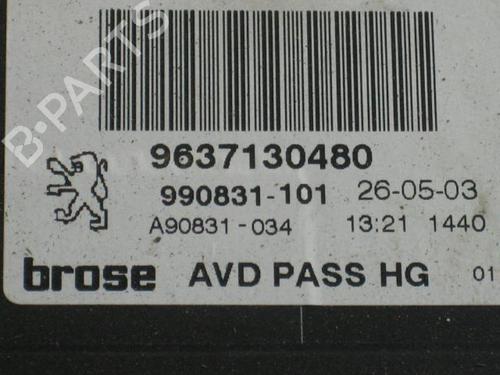 B-PARTS
9637130480
990831-101 26-05-03
A90831-034 13:21 1440
brose AVD PASS HG 01